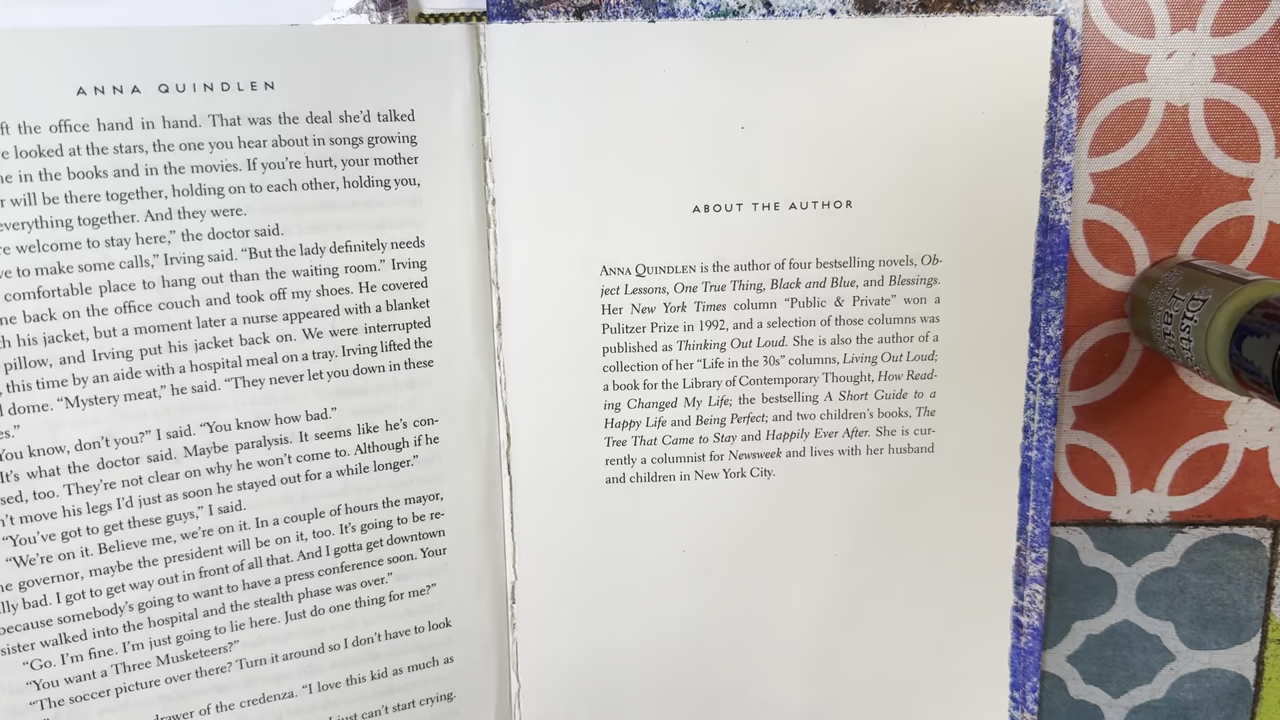 ANNA QUINDLEN
ft the office hand in hand. That was the deal she’d talked
e looked at the stars, the one you hear about in songs growing
ne in the books and in the movies. If you’re hurt, your mother
r will be there together, holding on to each other, holding you,
everything together. And they were.
re welcome to stay here,” the doctor said.
ve to make some calls,” Irving said. “But the lady definitely needs
comfortable place to hang out than the waiting room.” Irving
ne back on the office couch and took off my shoes. He covered
th his jacket, but a moment later a nurse appeared with a blanket
pillow, and Irving put his jacket back on. We were interrupted
, this time by an aide with a hospital meal on a tray. Irving lifted the
l dome. “Mystery meat,” he said. “They never let you down in these
es.”
You know, don’t you?” I said. “You know how bad.”
It’s what the doctor said. Maybe paralysis. It seems like he’s con-
sed, too. They’re not clear on why he won’t come to. Although if he
n’t move his legs I’d just as soon he stayed out for a while longer.”
“You’ve got to get these guys,” I said.
“We’re on it. Believe me, we’re on it. In a couple of hours the mayor,
he governor, maybe the president will be on it, too. It’s going to be re-
lly bad. I got to get way out in front of all that. And I gotta get downtown
because somebody’s going to want to have a press conference soon. Your
sister walked into the hospital and the stealth phase was over.”
“Go. I’m fine. I’m just going to lie here. Just do one thing for me?”
“You want a Three Musketeers?”
“The soccer picture over there? Turn it around so I don’t have to look
drawer of the credenza. “I love this kid as much as
I just can’t start crying.
ABOUT THE AUTHOR
ANNA QUINDLEN is the author of four bestselling novels, Ob-
ject Lessons, One True Thing, Black and Blue, and Blessings.
Her New York Times column “Public & Private” won a
Pulitzer Prize in 1992, and a selection of those columns was
published as Thinking Out Loud. She is also the author of a
collection of her “Life in the 30s” columns, Living Out Loud;
a book for the Library of Contemporary Thought, How Read-
ing Changed My Life; the bestselling A Short Guide to a
Happy Life and Being Perfect; and two children’s books, The
Tree That Came to Stay and Happily Ever After. She is cur-
rently a columnist for Newsweek and lives with her husband
and children in New York City.